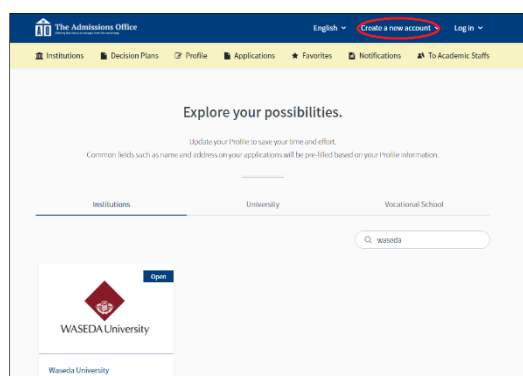 The Admissions Office
English
Create a new account
Log in
Institutions
Decision Plans
Profile
Applications
Favorites
Notifications
To Academic Staffs
Explore your possibilities.
Update your Profile to save your time and effort.
Common fields such as name and address on your applications will be pre-filled based on your Profile information.
Institutions
University
Vocational School
waseda
Open
WASEDA University
Waseda University